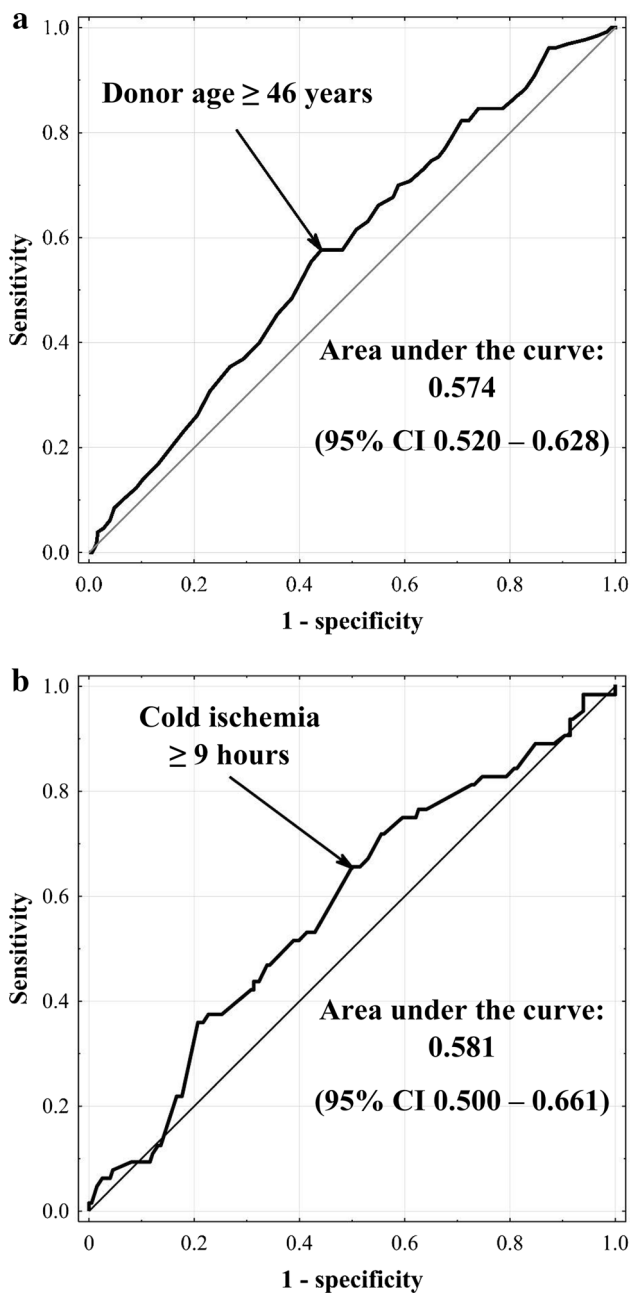 a
1.0
0.8
0.6
0.4
0.2
0.0
Sensitivity
Donor age ≥ 46 years
Area under the curve:
0.574
(95% CI 0.520 – 0.628)
0.0 0.2 0.4 0.6 0.8 1.0
1 - specificity
b
1.0
0.8
0.6
0.4
0.2
0.0
Sensitivity
Cold ischemia
≥ 9 hours
Area under the curve:
0.581
(95% CI 0.500 – 0.661)
0 0.2 0.4 0.6 0.8 1.0
1 - specificity